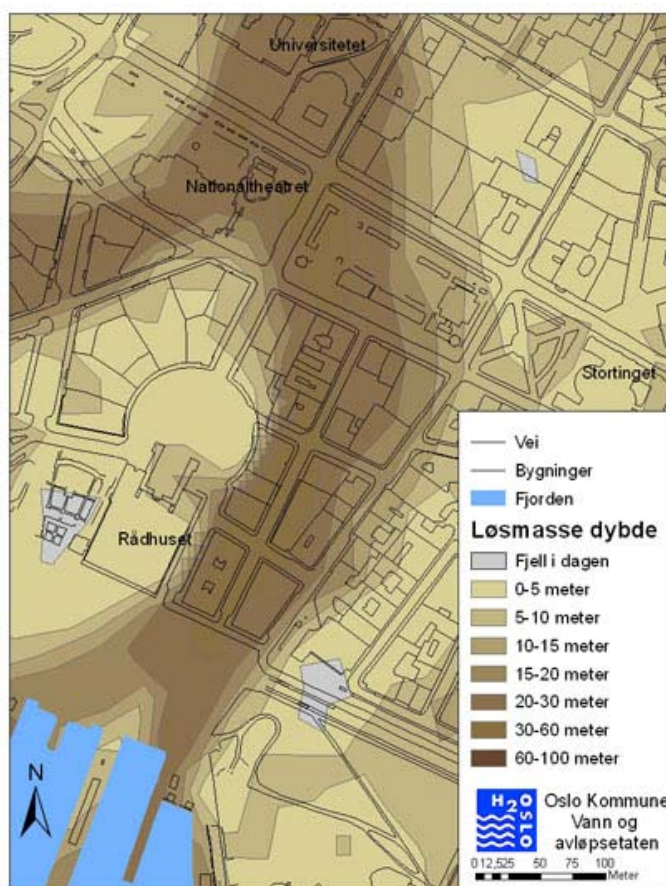 Universitetet
Nationaltheatret
Stortinget
Rådhuset
Vei
Bygninger
Fjorden
Løsmasse dybde
Fjell i dagen
0-5 meter
5-10 meter
10-15 meter
15-20 meter
20-30 meter
30-60 meter
60-100 meter
N
H2O
OSLO
Oslo Kommune
Vann og
avløpsetaten
0 12,525 50 75 100
Meter